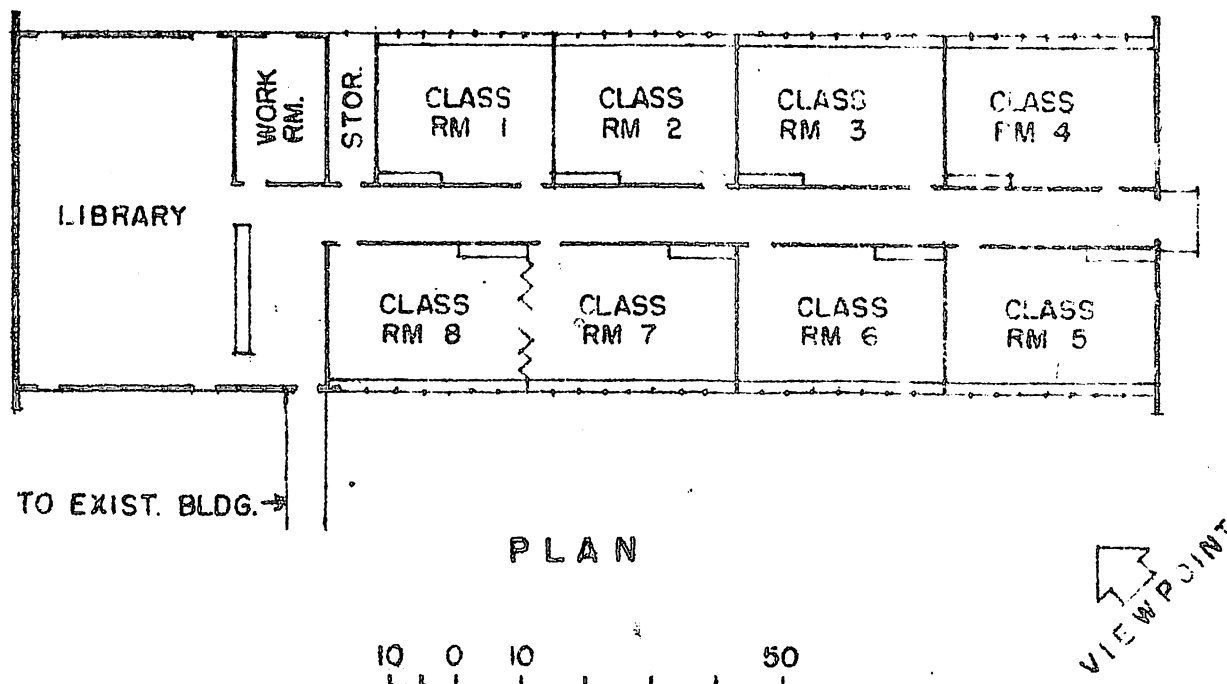 WORK
RM.
STOR.
CLASS
RM 1
CLASS
RM 2
CLASS
RM 3
CLASS
RM 4
LIBRARY
CLASS
RM 8
CLASS
RM 7
CLASS
RM 6
CLASS
RM 5
TO EXIST. BLDG.
PLAN
VIEWPOINT
10 0 10 50